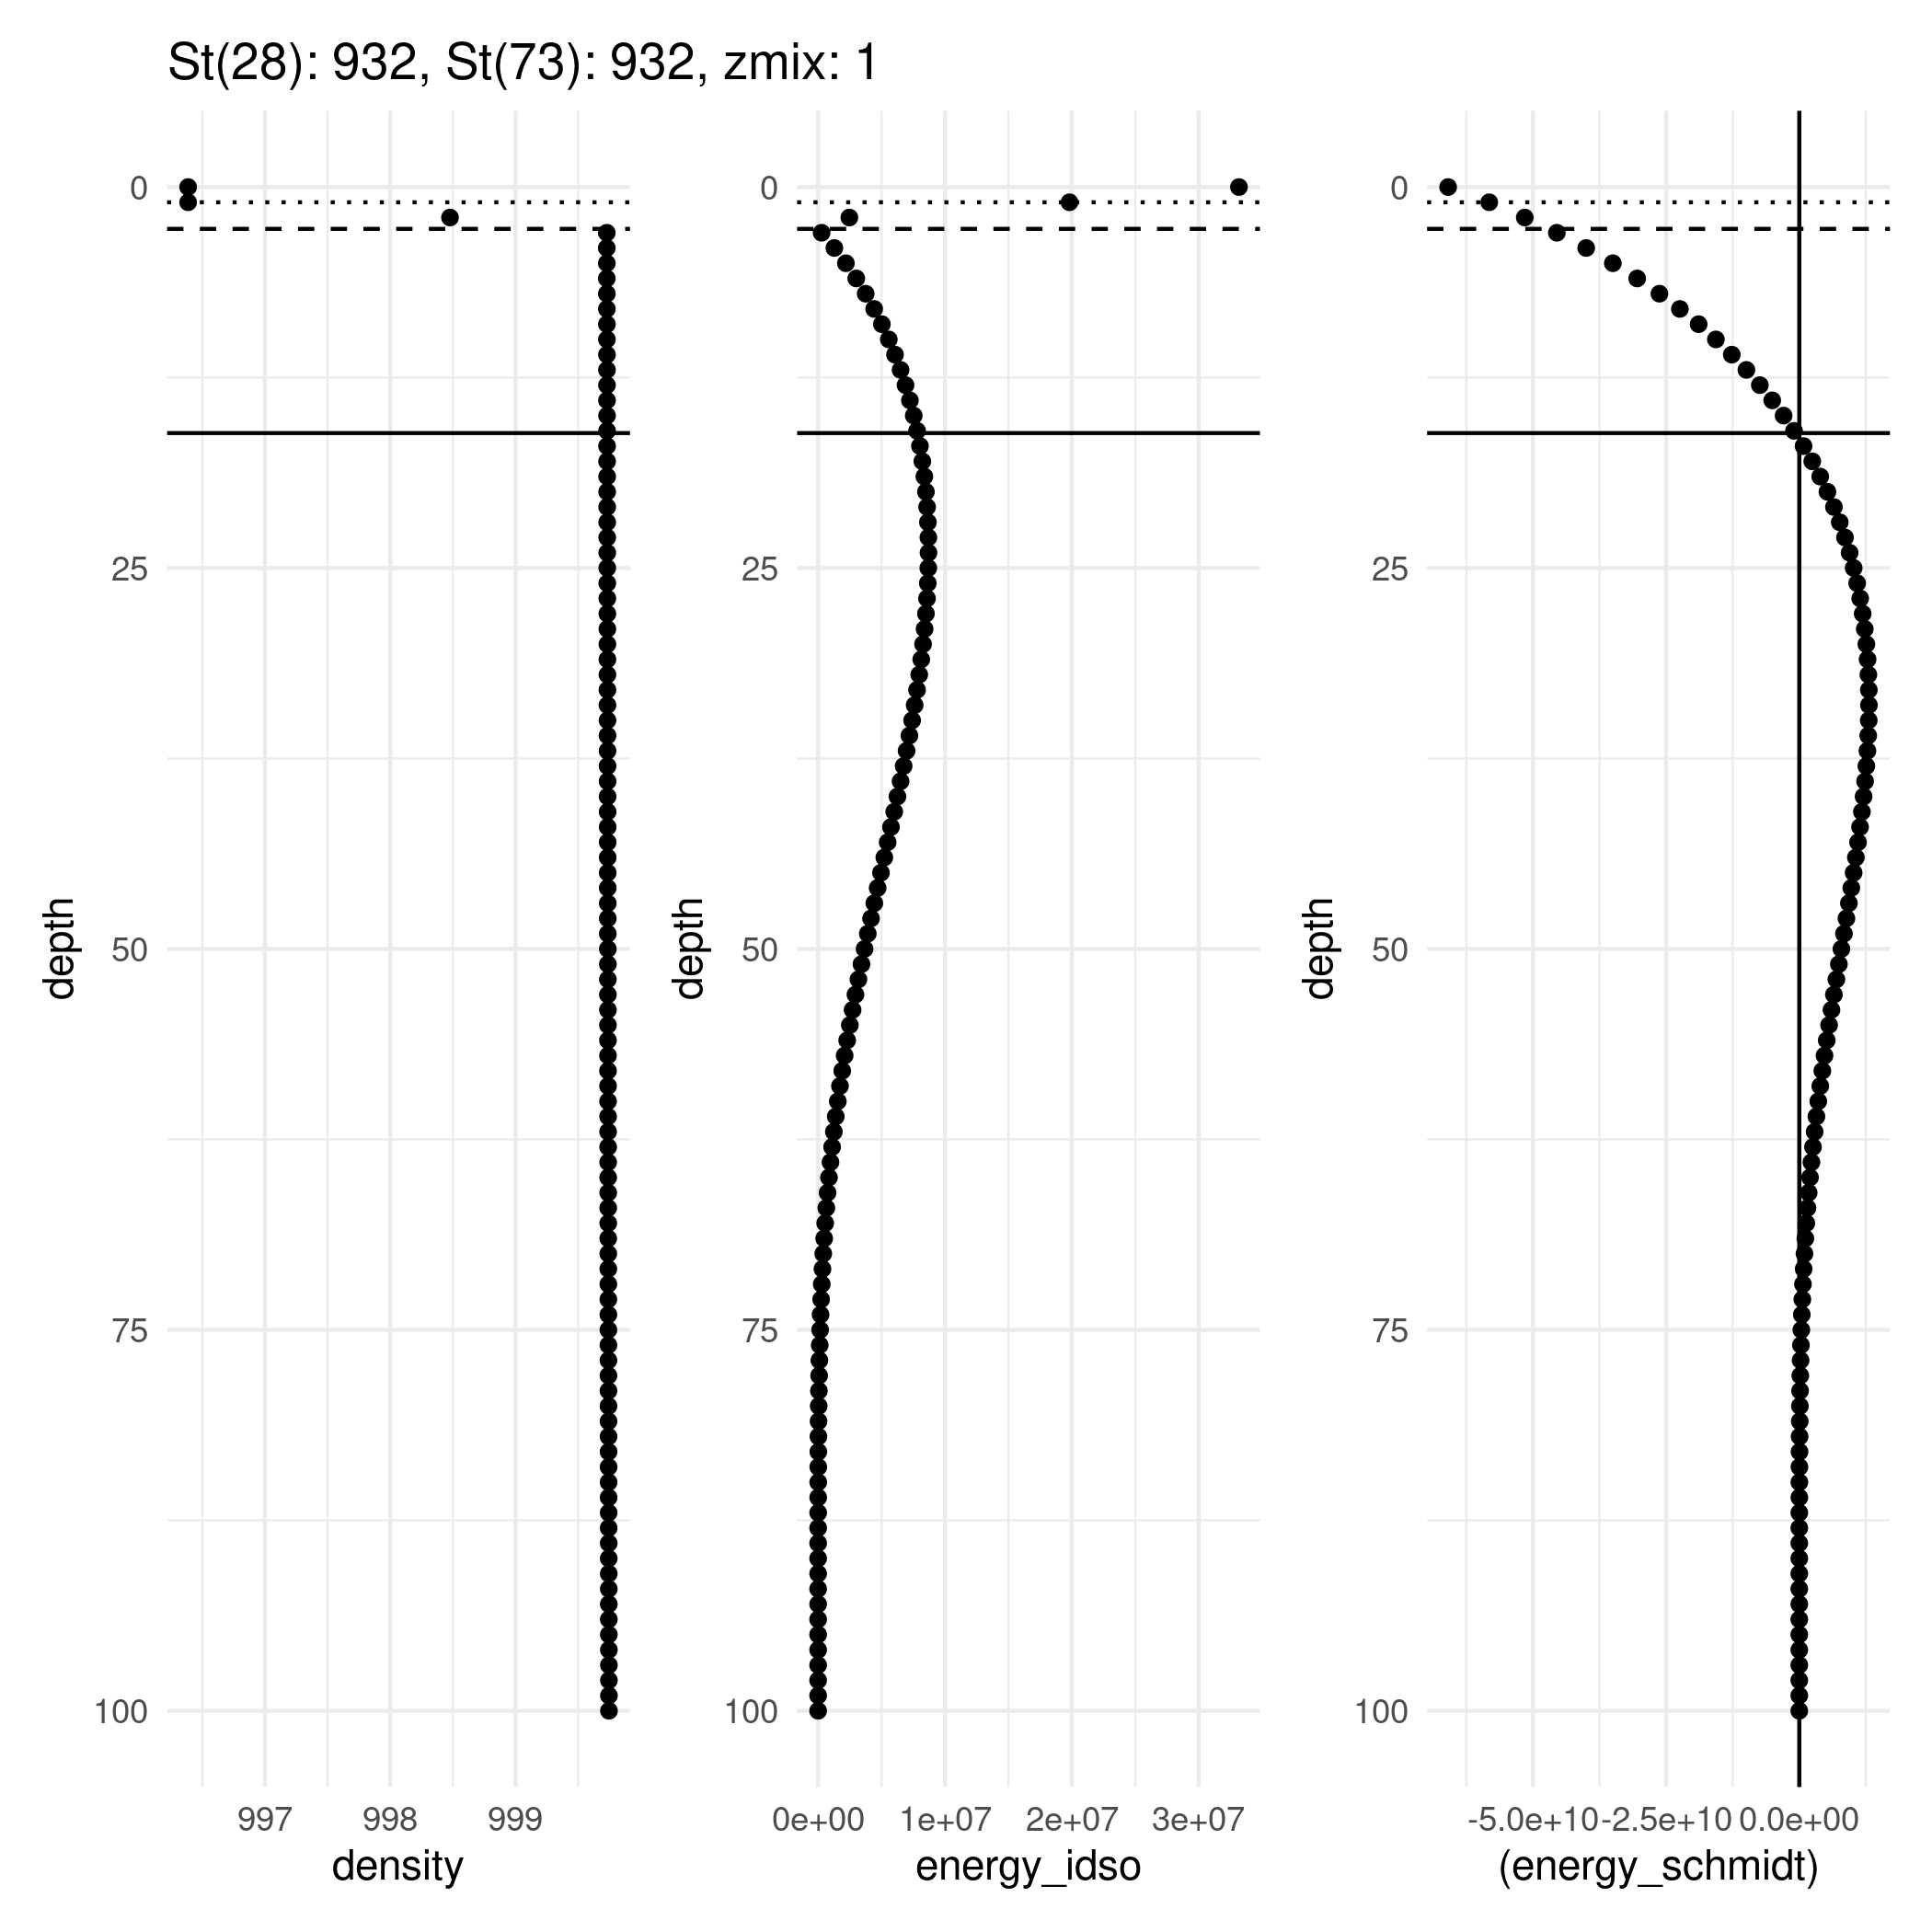 St(28): 932, St(73): 932, zmix: 1
0
25
50
75
100
depth
997 998 999
density
0
25
50
75
100
depth
0e+00 1e+07 2e+07 3e+07
energy_idso
0
25
50
75
100
depth
-5.0e+10 -2.5e+10 0.0e+00
(energy_schmidt)